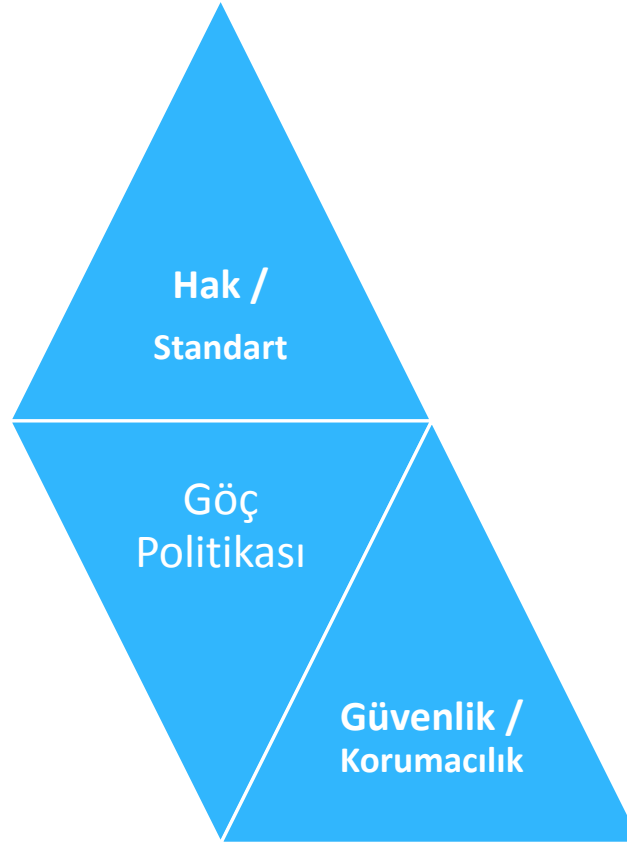 Hak /
Standart
Göç
Politikası
Güvenlik /
Korumacılık